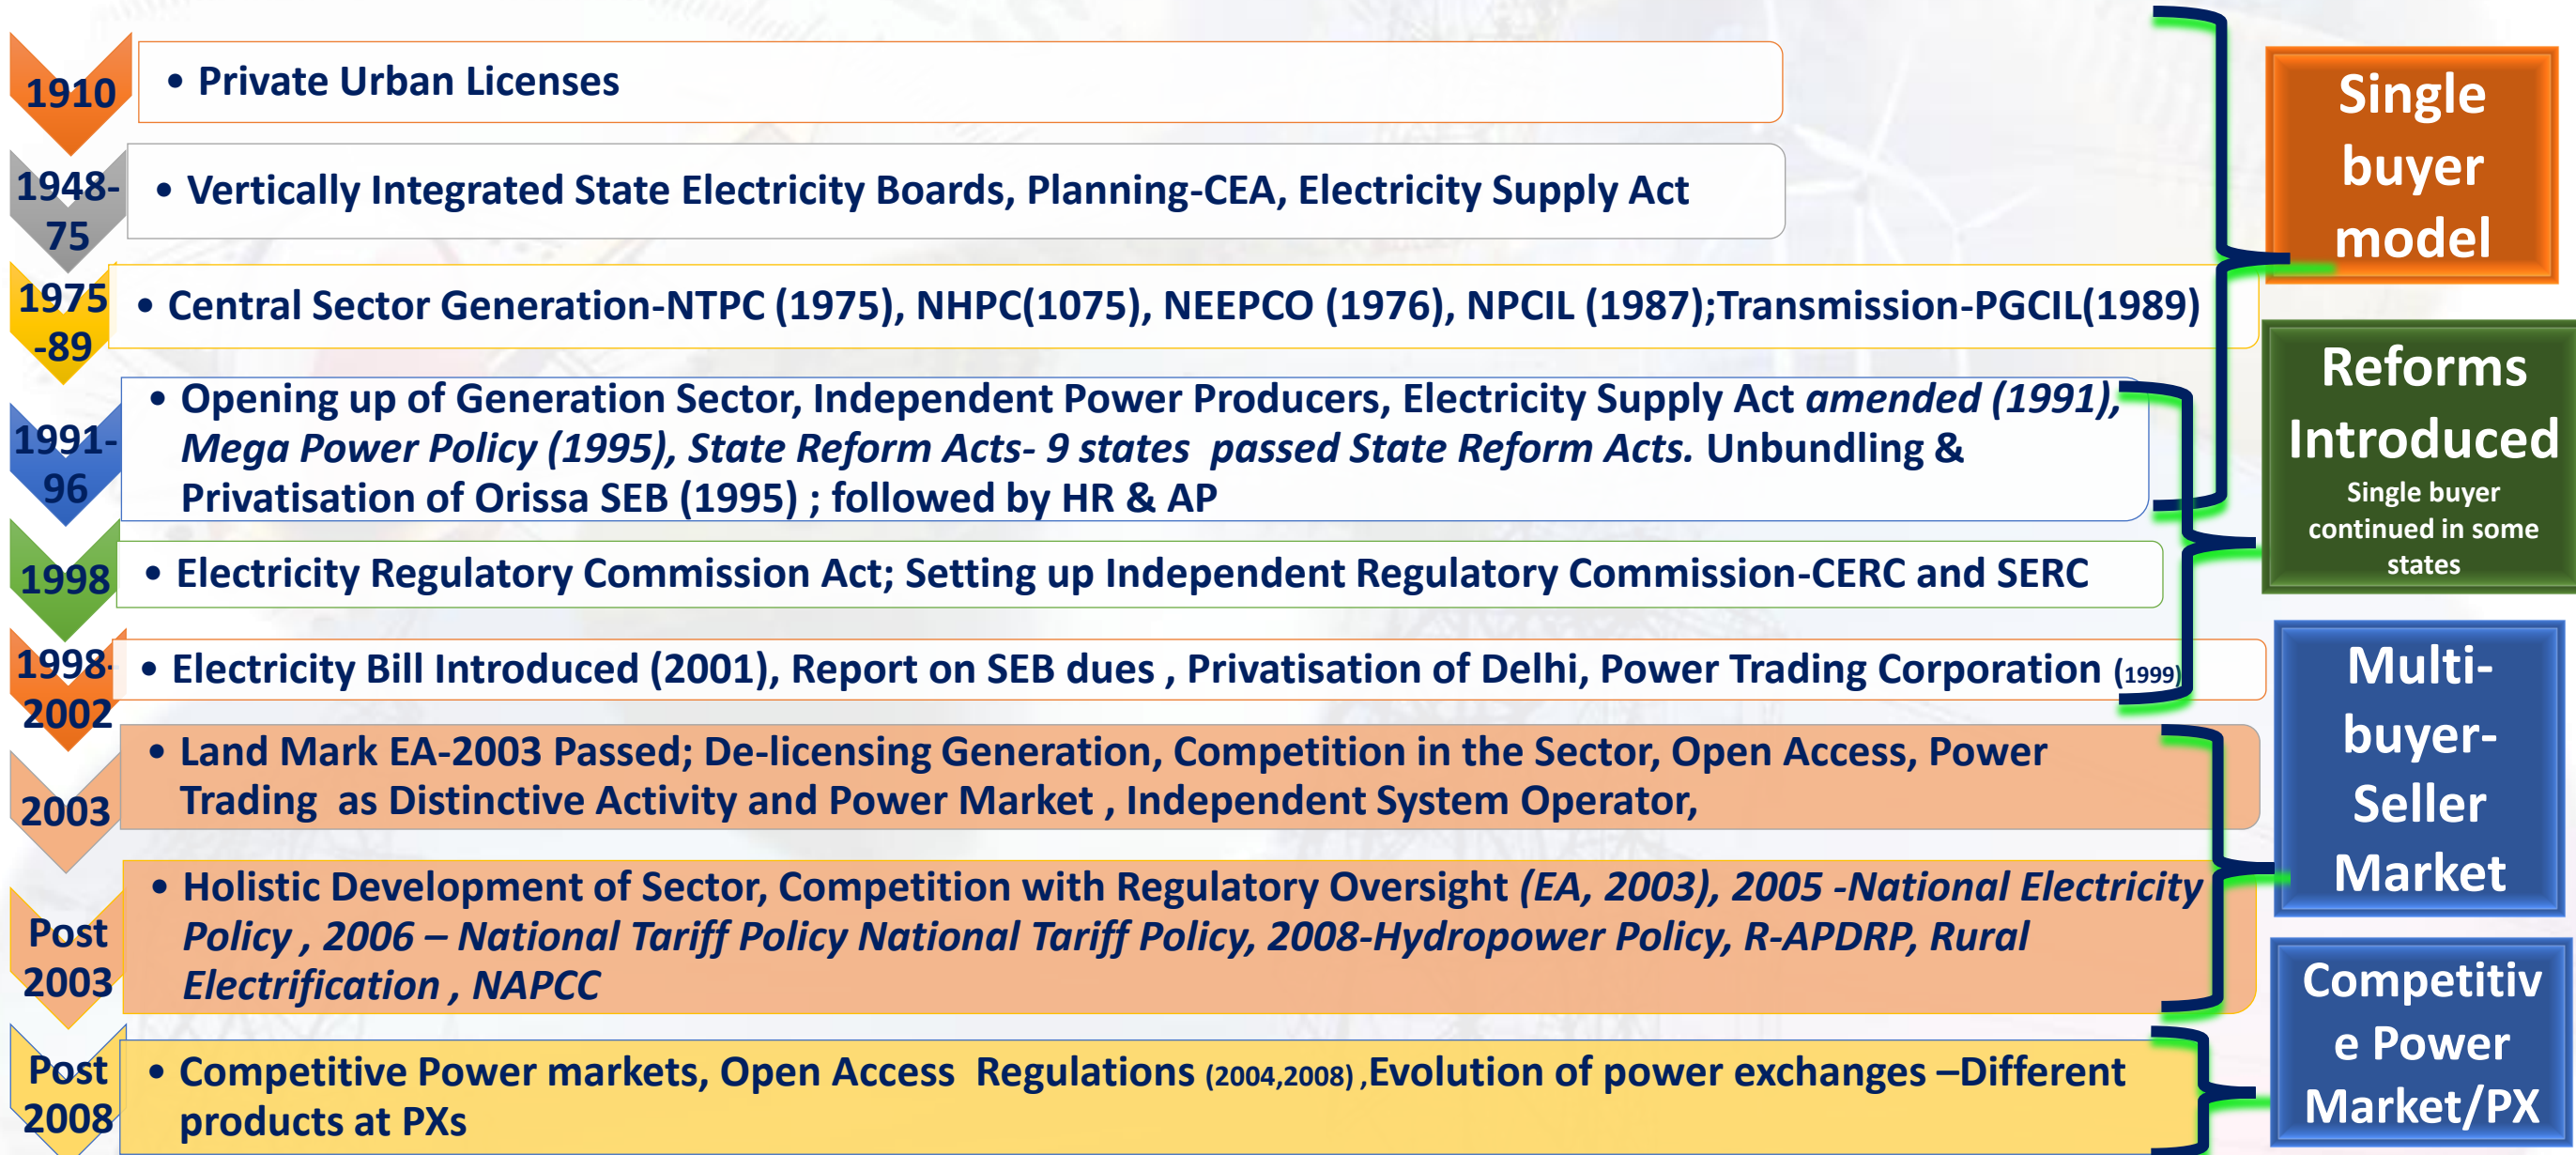 1910
• Private Urban Licenses
1948-
75
• Vertically Integrated State Electricity Boards, Planning-CEA, Electricity Supply Act
1975
-89
• Central Sector Generation-NTPC (1975), NHPC(1075), NEEPCO (1976), NPCIL (1987);Transmission-PGCIL(1989)
1991-
96
• Opening up of Generation Sector, Independent Power Producers, Electricity Supply Act amended (1991),
Mega Power Policy (1995), State Reform Acts- 9 states passed State Reform Acts. Unbundling &
Privatisation of Orissa SEB (1995) ; followed by HR & AP
1998
• Electricity Regulatory Commission Act; Setting up Independent Regulatory Commission-CERC and SERC
1998-
2002
• Electricity Bill Introduced (2001), Report on SEB dues , Privatisation of Delhi, Power Trading Corporation (1999)
2003
• Land Mark EA-2003 Passed; De-licensing Generation, Competition in the Sector, Open Access, Power
Trading as Distinctive Activity and Power Market , Independent System Operator,
Post
2003
• Holistic Development of Sector, Competition with Regulatory Oversight (EA, 2003), 2005 -National Electricity
Policy , 2006 – National Tariff Policy National Tariff Policy, 2008-Hydropower Policy, R-APDRP, Rural
Electrification , NAPCC
Post
2008
• Competitive Power markets, Open Access Regulations (2004,2008) ,Evolution of power exchanges –Different
products at PXs
Single
buyer
model
Reforms
Introduced
Single buyer
continued in some
states
Multi-
buyer-
Seller
Market
Competitiv
e Power
Market/PX